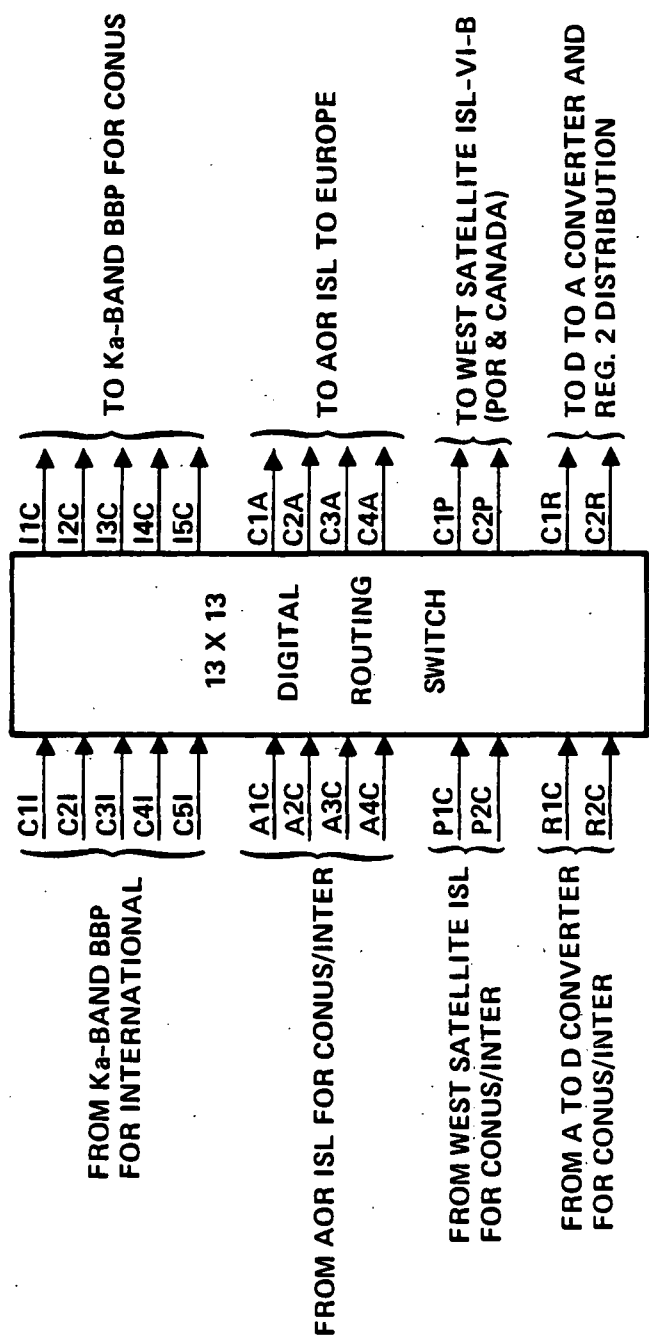 FROM Ka-BAND BBP
FOR INTERNATIONAL
C1I
C2I
C3I
C4I
C5I
FROM AOR ISL FOR CONUS/INTER
A1C
A2C
A3C
A4C
FROM WEST SATELLITE ISL
FOR CONUS/INTER
P1C
P2C
FROM A TO D CONVERTER
FOR CONUS/INTER
R1C
R2C
13 X 13
DIGITAL
ROUTING
SWITCH
I1C
I2C
I3C
I4C
I5C
TO Ka-BAND BBP FOR CONUS
C1A
C2A
C3A
C4A
TO AOR ISL TO EUROPE
C1P
C2P
TO WEST SATELLITE ISL-VI-B
(POR & CANADA)
C1R
C2R
TO D TO A CONVERTER AND
REG. 2 DISTRIBUTION